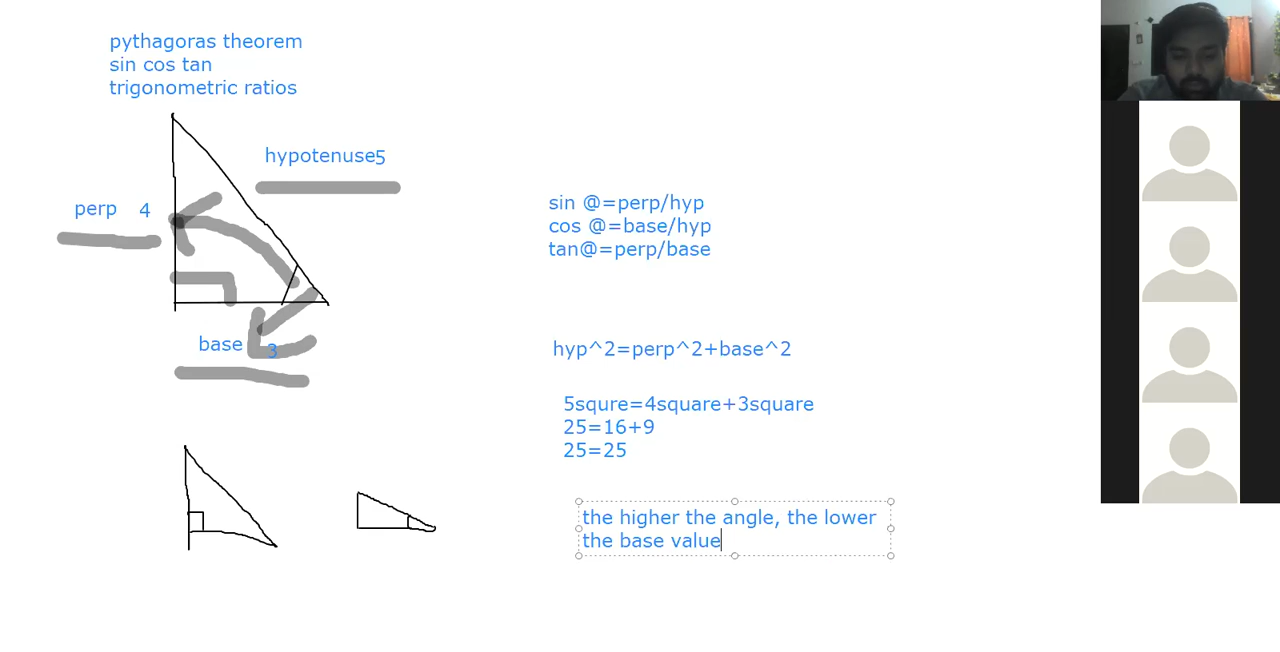 pythagoras theorem
sin cos tan
trigonometric ratios
hypotenuse5
perp 4
base 3
sin @=perp/hyp
cos @=base/hyp
tan@=perp/base
hyp^2=perp^2+base^2
5squre=4square+3square
25=16+9
25=25
the higher the angle, the lower
the base value